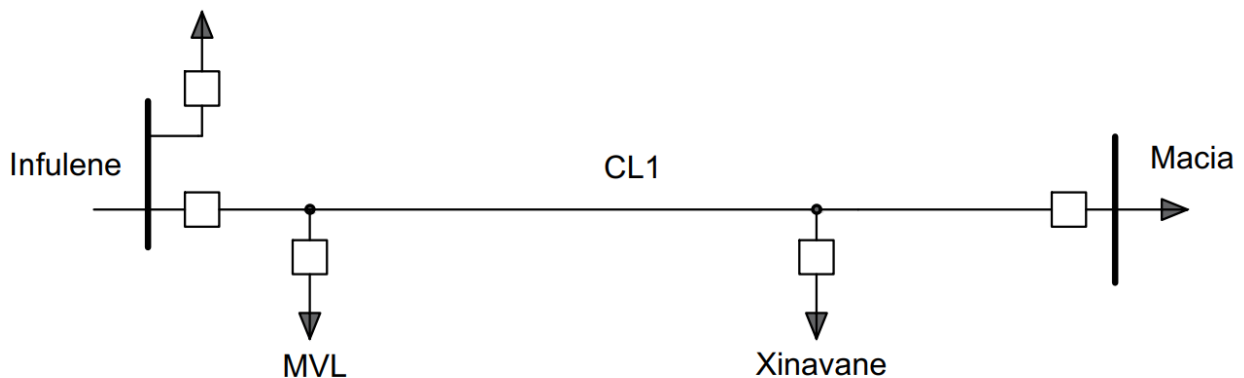 Infulene
CL1
Macia
MVL
Xinavane